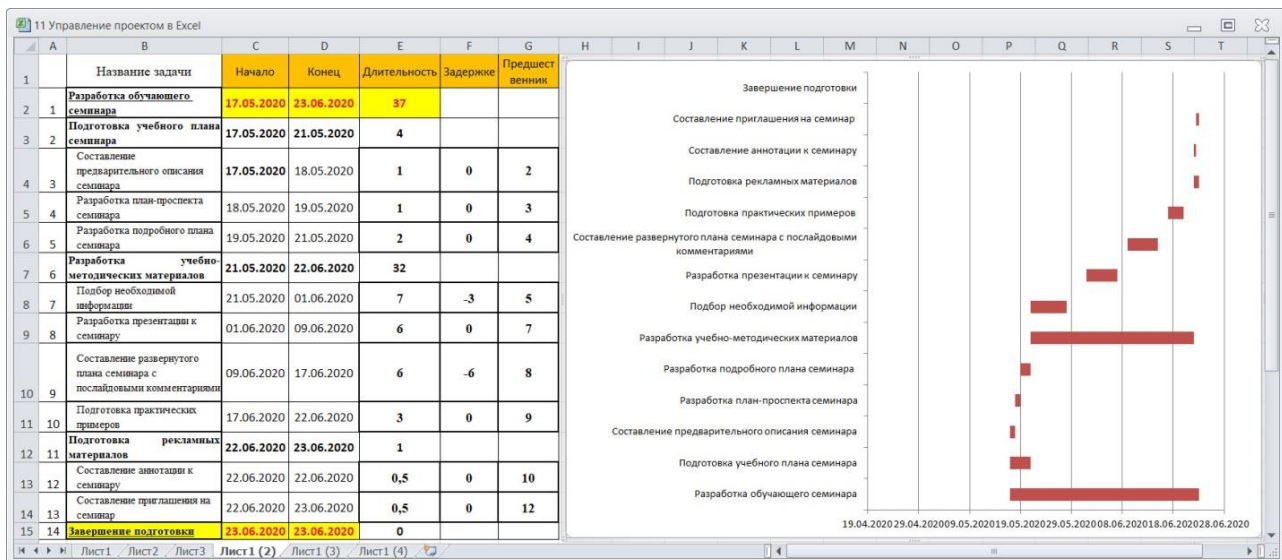 11 Управление проектом в Excel
A B C D E F G H I J K L M N O P Q R S T
1 Название задачи Начало Конец Длительность Задержке Предшест
венник
2 1 Разработка обучающего
семинара 17.05.2020 23.06.2020 37
3 2 Подготовка учебного плана
семинара 17.05.2020 21.05.2020 4
4 3 Составление
предварительного описания
семинара 17.05.2020 18.05.2020 1 0 2
5 4 Разработка план-проспекта
семинара 18.05.2020 19.05.2020 1 0 3
6 5 Разработка подробного плана
семинара 19.05.2020 21.05.2020 2 0 4
7 6 Разработка учебно-
методических материалов 21.05.2020 22.06.2020 32
8 7 Подбор необходимой
информации 21.05.2020 01.06.2020 7 -3 5
9 8 Разработка презентации к
семинару 01.06.2020 09.06.2020 6 0 7
10 9 Составление развернутого
плана семинара с
послайдовыми комментариями 09.06.2020 17.06.2020 6 -6 8
11 10 Подготовка практических
примеров 17.06.2020 22.06.2020 3 0 9
12 11 Подготовка рекламных
материалов 22.06.2020 23.06.2020 1
13 12 Составление аннотации к
семинару 22.06.2020 22.06.2020 0,5 0 10
14 13 Составление приглашения на
семинар 22.06.2020 23.06.2020 0,5 0 12
15 14 Завершение подготовки 23.06.2020 23.06.2020 0
Завершение подготовки
Составление приглашения на семинар
Составление аннотации к семинару
Подготовка рекламных материалов
Подготовка практических примеров
Составление развернутого плана семинара с послайдовыми
комментариями
Разработка презентации к семинару
Подбор необходимой информации
Разработка учебно-методических материалов
Разработка подробного плана семинара
Разработка план-проспекта семинара
Составление предварительного описания семинара
Подготовка учебного плана семинара
Разработка обучающего семинара
19.04.2020 29.04.2020 09.05.2020 19.05.2020 29.05.2020 08.06.2020 18.06.2020 28.06.2020
Лист1 Лист2 Лист3 Лист1 (2) Лист1 (3) Лист1 (4)